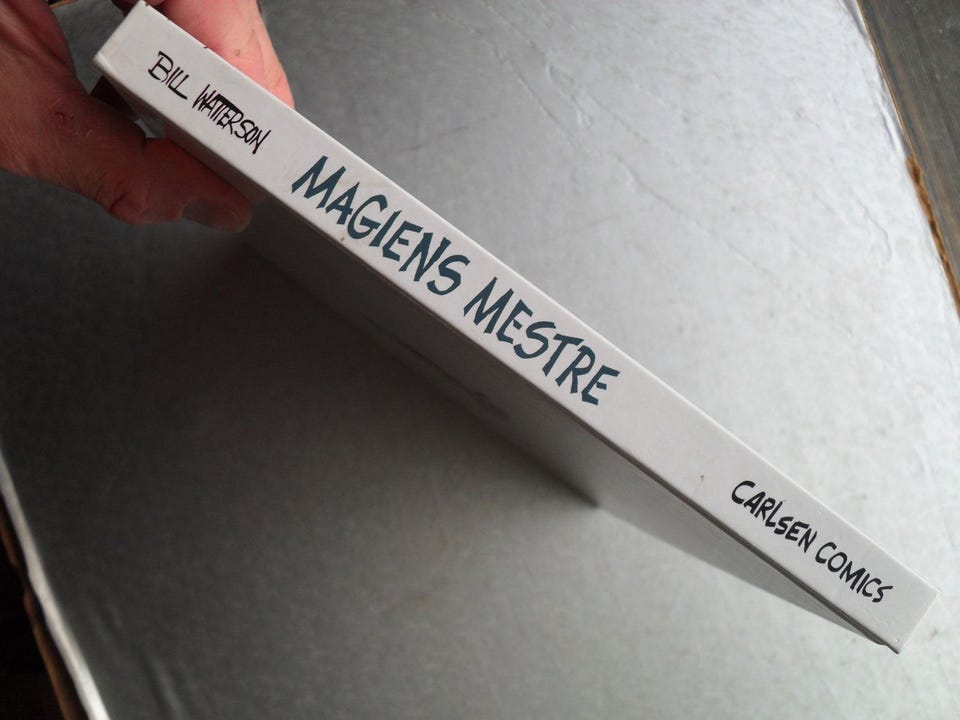 BILL WATTERSON
MAGIENS MESTRE
CARLSEN COMICS